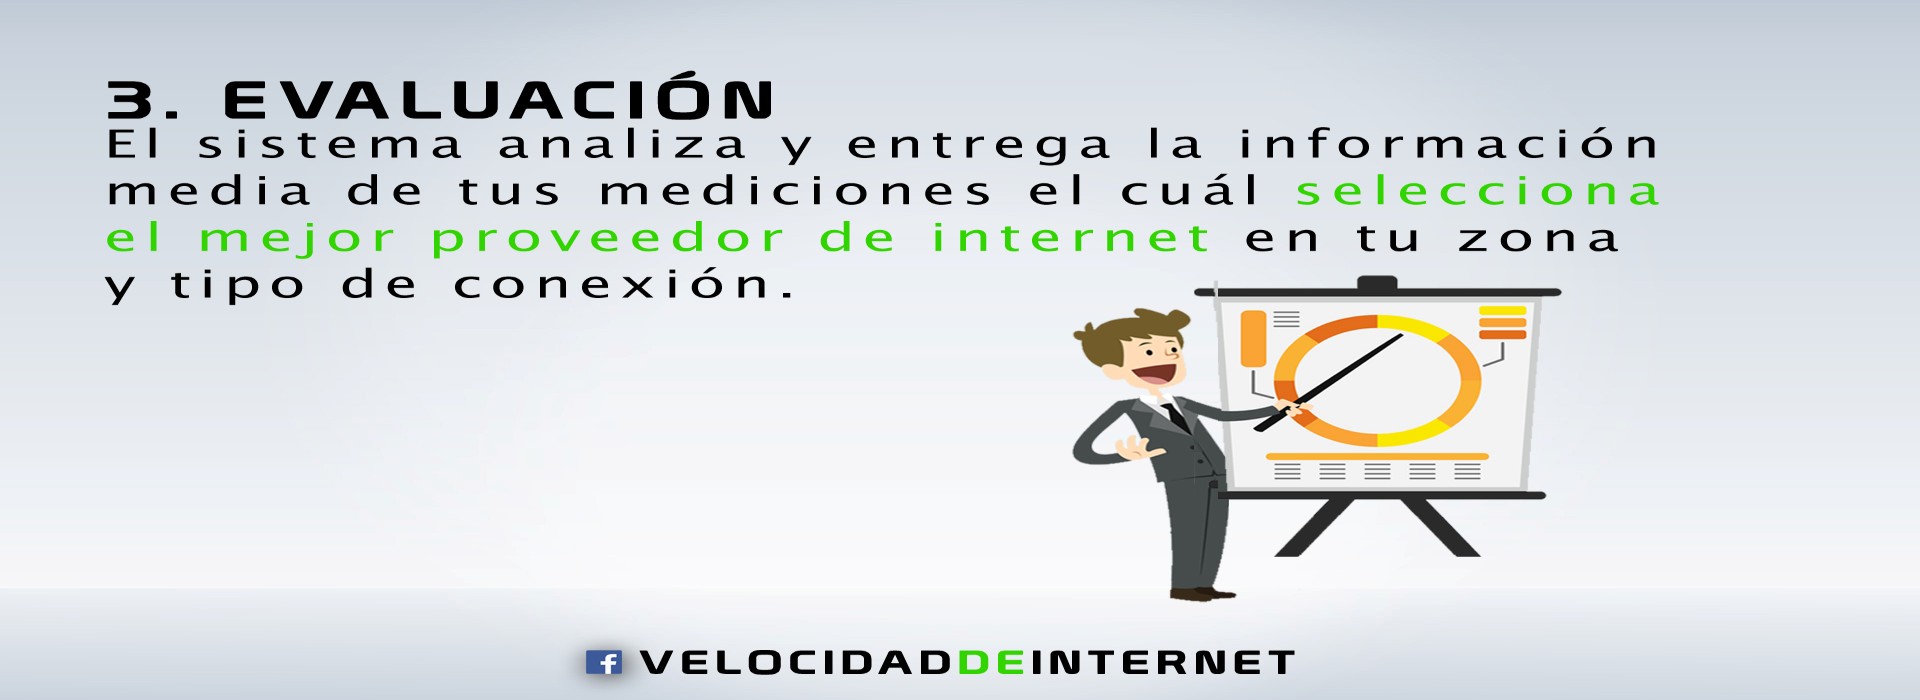 3. EVALUACIÓN
El sistema analiza y entrega la información
media de tus mediciones el cuál selecciona
el mejor proveedor de internet en tu zona
y tipo de conexión.
f VELOCIDADDEINTERNET